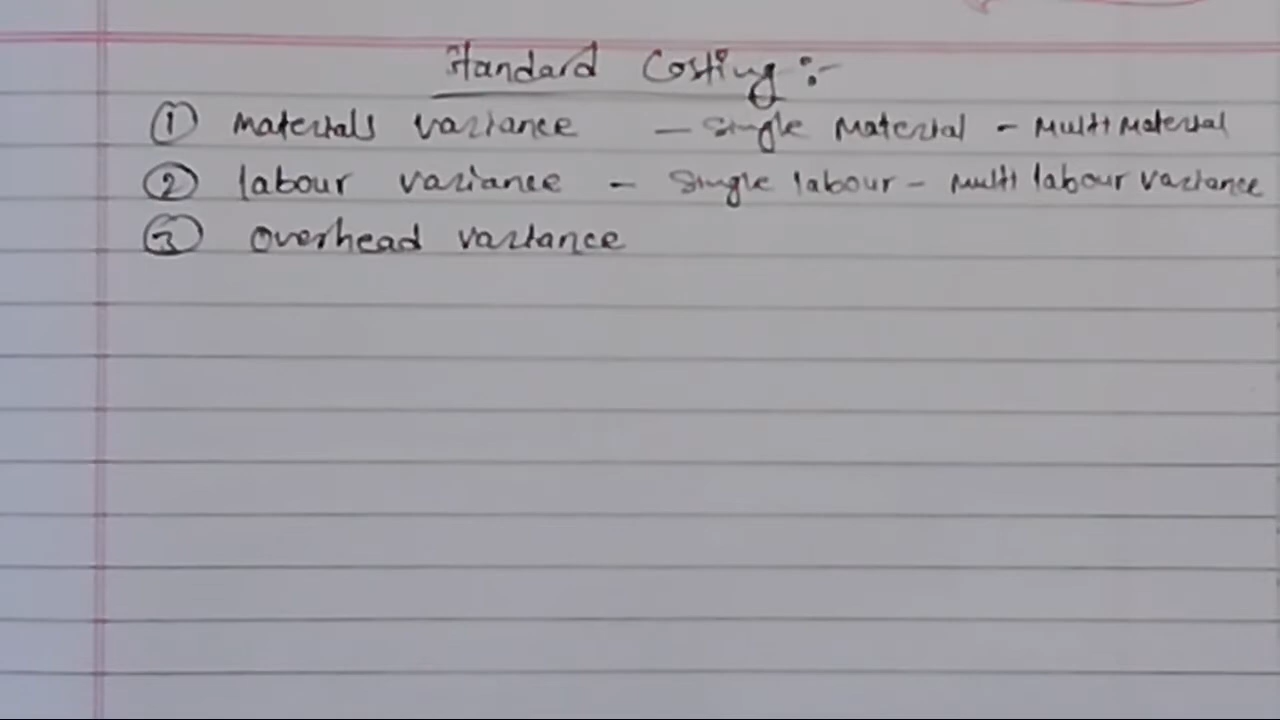 Standard Costing :-
① Materials variance - Single Material - Multi Material
② labour variance - Single labour - Multi labour variance
③ overhead variance